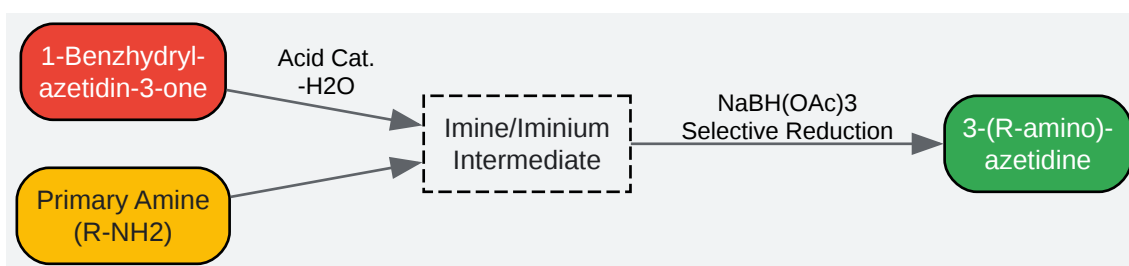 1-Benzhydryl-
azetidin-3-one
Acid Cat.
-H2O
Primary Amine
(R-NH2)
Imine/Iminium
Intermediate
NaBH(OAc)3
Selective Reduction
3-(R-amino)-
azetidine